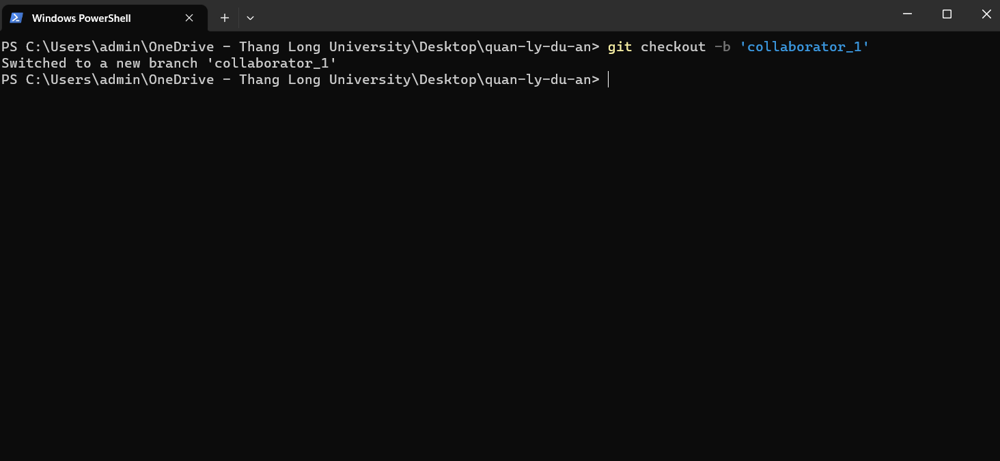 Windows PowerShell
PS C:\Users\admin\OneDrive - Thang Long University\Desktop\quan-ly-du-an> git checkout -b 'collaborator_1'
Switched to a new branch 'collaborator_1'
PS C:\Users\admin\OneDrive - Thang Long University\Desktop\quan-ly-du-an>